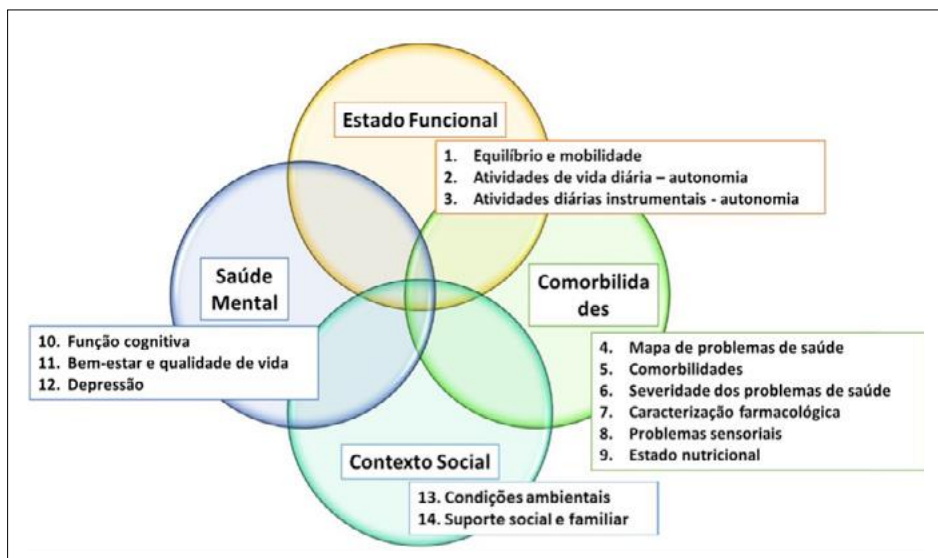 Estado Funcional
1. Equilíbrio e mobilidade
2. Atividades de vida diária – autonomia
3. Atividades diárias instrumentais - autonomia
Saúde
Mental
10. Função cognitiva
11. Bem-estar e qualidade de vida
12. Depressão
Comorbilida
des
4. Mapa de problemas de saúde
5. Comorbilidades
6. Severidade dos problemas de saúde
7. Caracterização farmacológica
8. Problemas sensoriais
9. Estado nutricional
Contexto Social
13. Condições ambientais
14. Suporte social e familiar